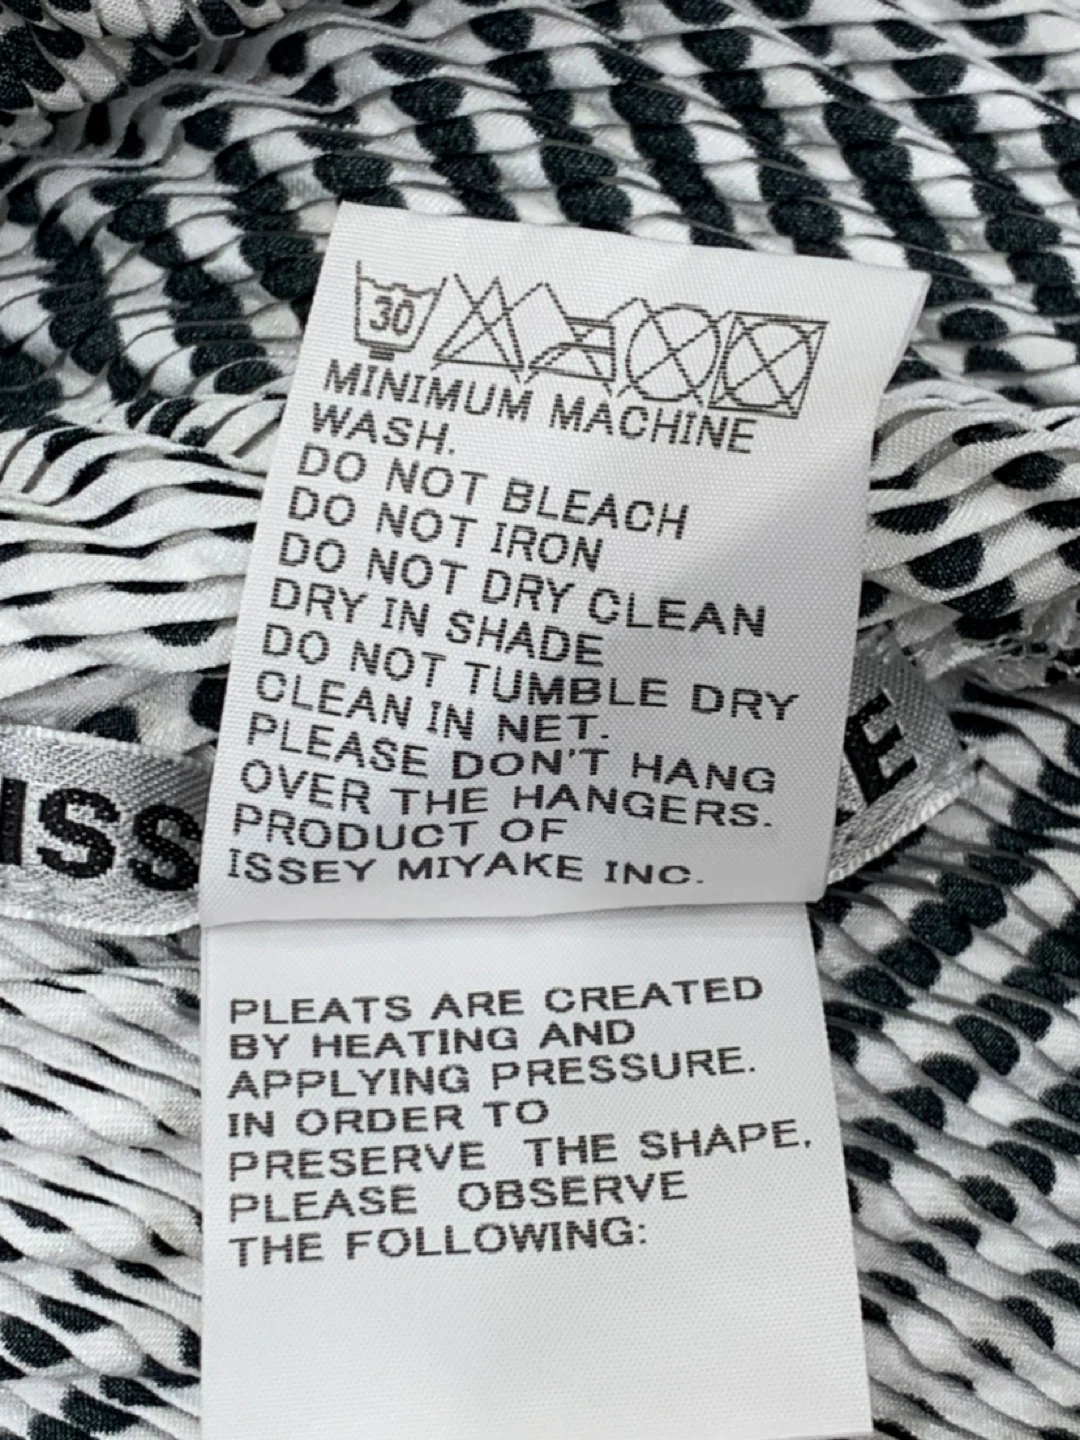 30
MINIMUM MACHINE
WASH.
DO NOT BLEACH
DO NOT IRON
DO NOT DRY CLEAN
DRY IN SHADE
DO NOT TUMBLE DRY
CLEAN IN NET.
PLEASE DON'T HANG
OVER THE HANGERS.
PRODUCT OF
ISSEY MIYAKE INC.
ISS
E
PLEATS ARE CREATED
BY HEATING AND
APPLYING PRESSURE.
IN ORDER TO
PRESERVE THE SHAPE,
PLEASE OBSERVE
THE FOLLOWING: